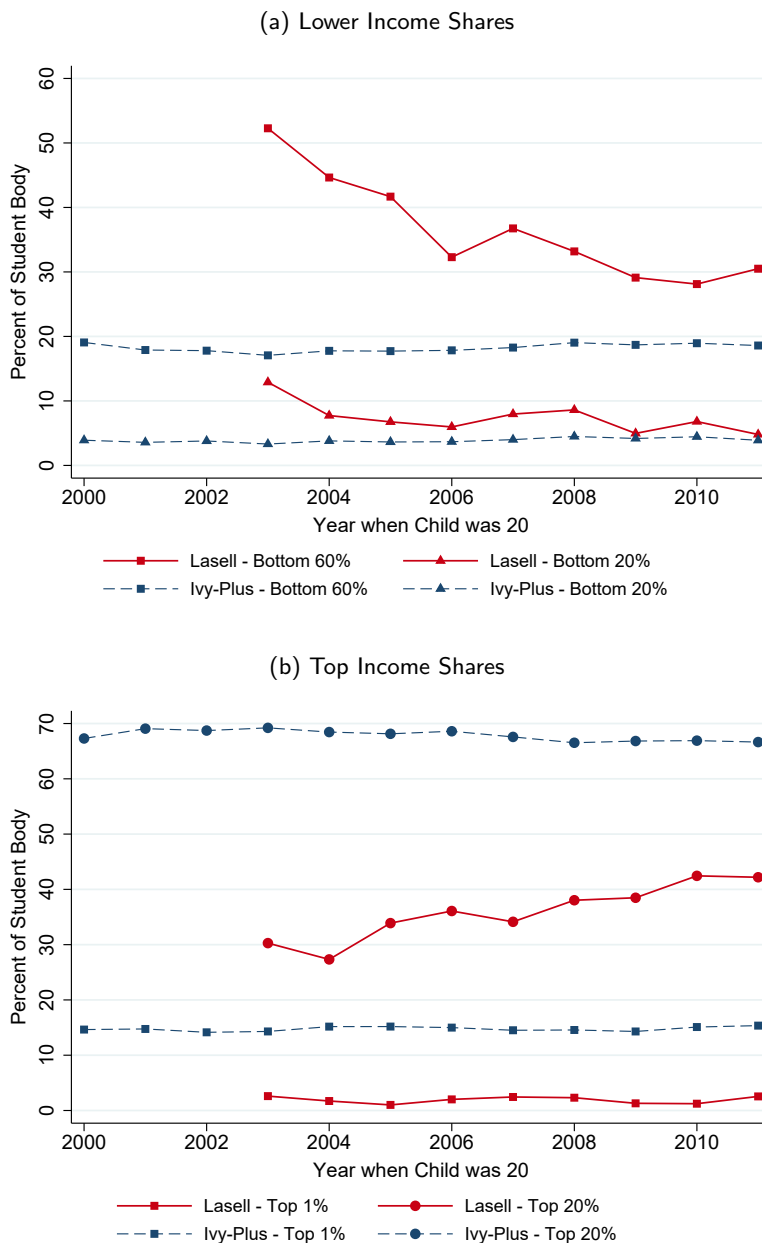 (a) Lower Income Shares
Percent of Student Body
60
50
40
30
20
10
0
2000 2002 2004 2006 2008 2010
Year when Child was 20
Lasell - Bottom 60% Lasell - Bottom 20%
Ivy-Plus - Bottom 60% Ivy-Plus - Bottom 20%
(b) Top Income Shares
Percent of Student Body
70
60
50
40
30
20
10
0
2000 2002 2004 2006 2008 2010
Year when Child was 20
Lasell - Top 1% Lasell - Top 20%
Ivy-Plus - Top 1% Ivy-Plus - Top 20%